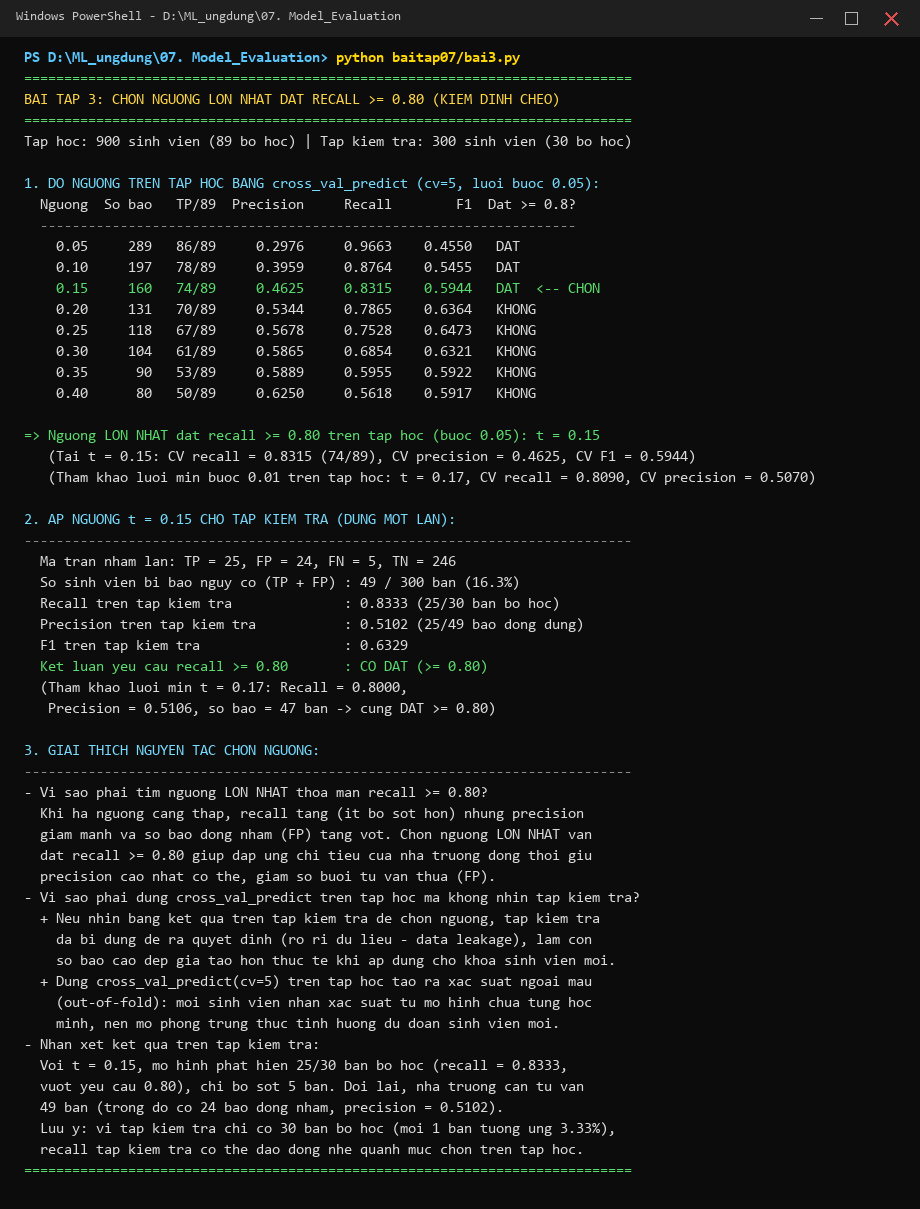 Windows PowerShell - D:\ML_ungdung\07. Model_Evaluation
PS D:\ML_ungdung\07. Model_Evaluation> python baitap07/bai3.py
============================================================================
BAI TAP 3: CHON NGUONG LON NHAT DAT RECALL >= 0.80 (KIEM DINH CHEO)
============================================================================
Tap hoc: 900 sinh vien (89 bo hoc) | Tap kiem tra: 300 sinh vien (30 bo hoc)
1. DO NGUONG TREN TAP HOC BANG cross_val_predict (cv=5, luoi buoc 0.05):
  Nguong  So bao   TP/89  Precision     Recall        F1  Dat >= 0.8?
  -------------------------------------------------------------------
    0.05     289   86/89     0.2976     0.9663    0.4550   DAT
    0.10     197   78/89     0.3959     0.8764    0.5455   DAT
    0.15     160   74/89     0.4625     0.8315    0.5944   DAT  <-- CHON
    0.20     131   70/89     0.5344     0.7865    0.6364   KHONG
    0.25     118   67/89     0.5678     0.7528    0.6473   KHONG
    0.30     104   61/89     0.5865     0.6854    0.6321   KHONG
    0.35      90   53/89     0.5889     0.5955    0.5922   KHONG
    0.40      80   50/89     0.6250     0.5618    0.5917   KHONG
=> Nguong LON NHAT dat recall >= 0.80 tren tap hoc (buoc 0.05): t = 0.15
   (Tai t = 0.15: CV recall = 0.8315 (74/89), CV precision = 0.4625, CV F1 = 0.5944)
   (Tham khao luoi min buoc 0.01 tren tap hoc: t = 0.17, CV recall = 0.8090, CV precision = 0.5070)
2. AP NGUONG t = 0.15 CHO TAP KIEM TRA (DUNG MOT LAN):
----------------------------------------------------------------------------
  Ma tran nham lan: TP = 25, FP = 24, FN = 5, TN = 246
  So sinh vien bi bao nguy co (TP + FP) : 49 / 300 ban (16.3%)
  Recall tren tap kiem tra              : 0.8333 (25/30 ban bo hoc)
  Precision tren tap kiem tra           : 0.5102 (25/49 bao dong dung)
  F1 tren tap kiem tra                  : 0.6329
  Ket luan yeu cau recall >= 0.80       : CO DAT (>= 0.80)
  (Tham khao luoi min t = 0.17: Recall = 0.8000,
   Precision = 0.5106, so bao = 47 ban -> cung DAT >= 0.80)
3. GIAI THICH NGUYEN TAC CHON NGUONG:
----------------------------------------------------------------------------
- Vi sao phai tim nguong LON NHAT thoa man recall >= 0.80?
  Khi ha nguong cang thap, recall tang (it bo sot hon) nhung precision
  giam manh va so bao dong nham (FP) tang vot. Chon nguong LON NHAT van
  dat recall >= 0.80 giup dap ung chi tieu cua nha truong dong thoi giu
  precision cao nhat co the, giam so buoi tu van thua (FP).
- Vi sao phai dung cross_val_predict tren tap hoc ma khong nhin tap kiem tra?
  + Neu nhin bang ket qua tren tap kiem tra de chon nguong, tap kiem tra
    da bi dung de ra quyet dinh (ro ri du lieu - data leakage), lam con
    so bao cao dep gia tao hon thuc te khi ap dung cho khoa sinh vien moi.
  + Dung cross_val_predict(cv=5) tren tap hoc tao ra xac suat ngoai mau
    (out-of-fold): moi sinh vien nhan xac suat tu mo hinh chua tung hoc
    minh, nen mo phong trung thuc tinh huong du doan sinh vien moi.
- Nhan xet ket qua tren tap kiem tra:
  Voi t = 0.15, mo hinh phat hien 25/30 ban bo hoc (recall = 0.8333,
  vuot yeu cau 0.80), chi bo sot 5 ban. Doi lai, nha truong can tu van
  49 ban (trong do co 24 bao dong nham, precision = 0.5102).
  Luu y: vi tap kiem tra chi co 30 ban bo hoc (moi 1 ban tuong ung 3.33%),
  recall tap kiem tra co the dao dong nhe quanh muc chon tren tap hoc.
============================================================================